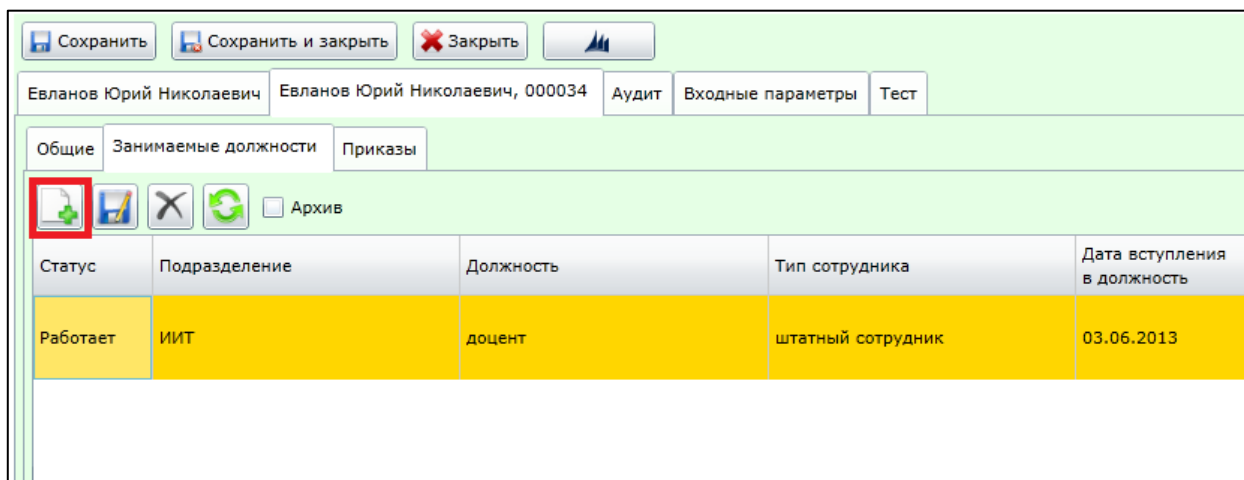 Сохранить Сохранить и закрыть Закрыть
Евланов Юрий Николаевич Евланов Юрий Николаевич, 000034 Аудит Входные параметры Тест
Общие Занимаемые должности Приказы
Архив
Статус Подразделение Должность Тип сотрудника Дата вступления
в должность
Работает ИИТ доцент штатный сотрудник 03.06.2013